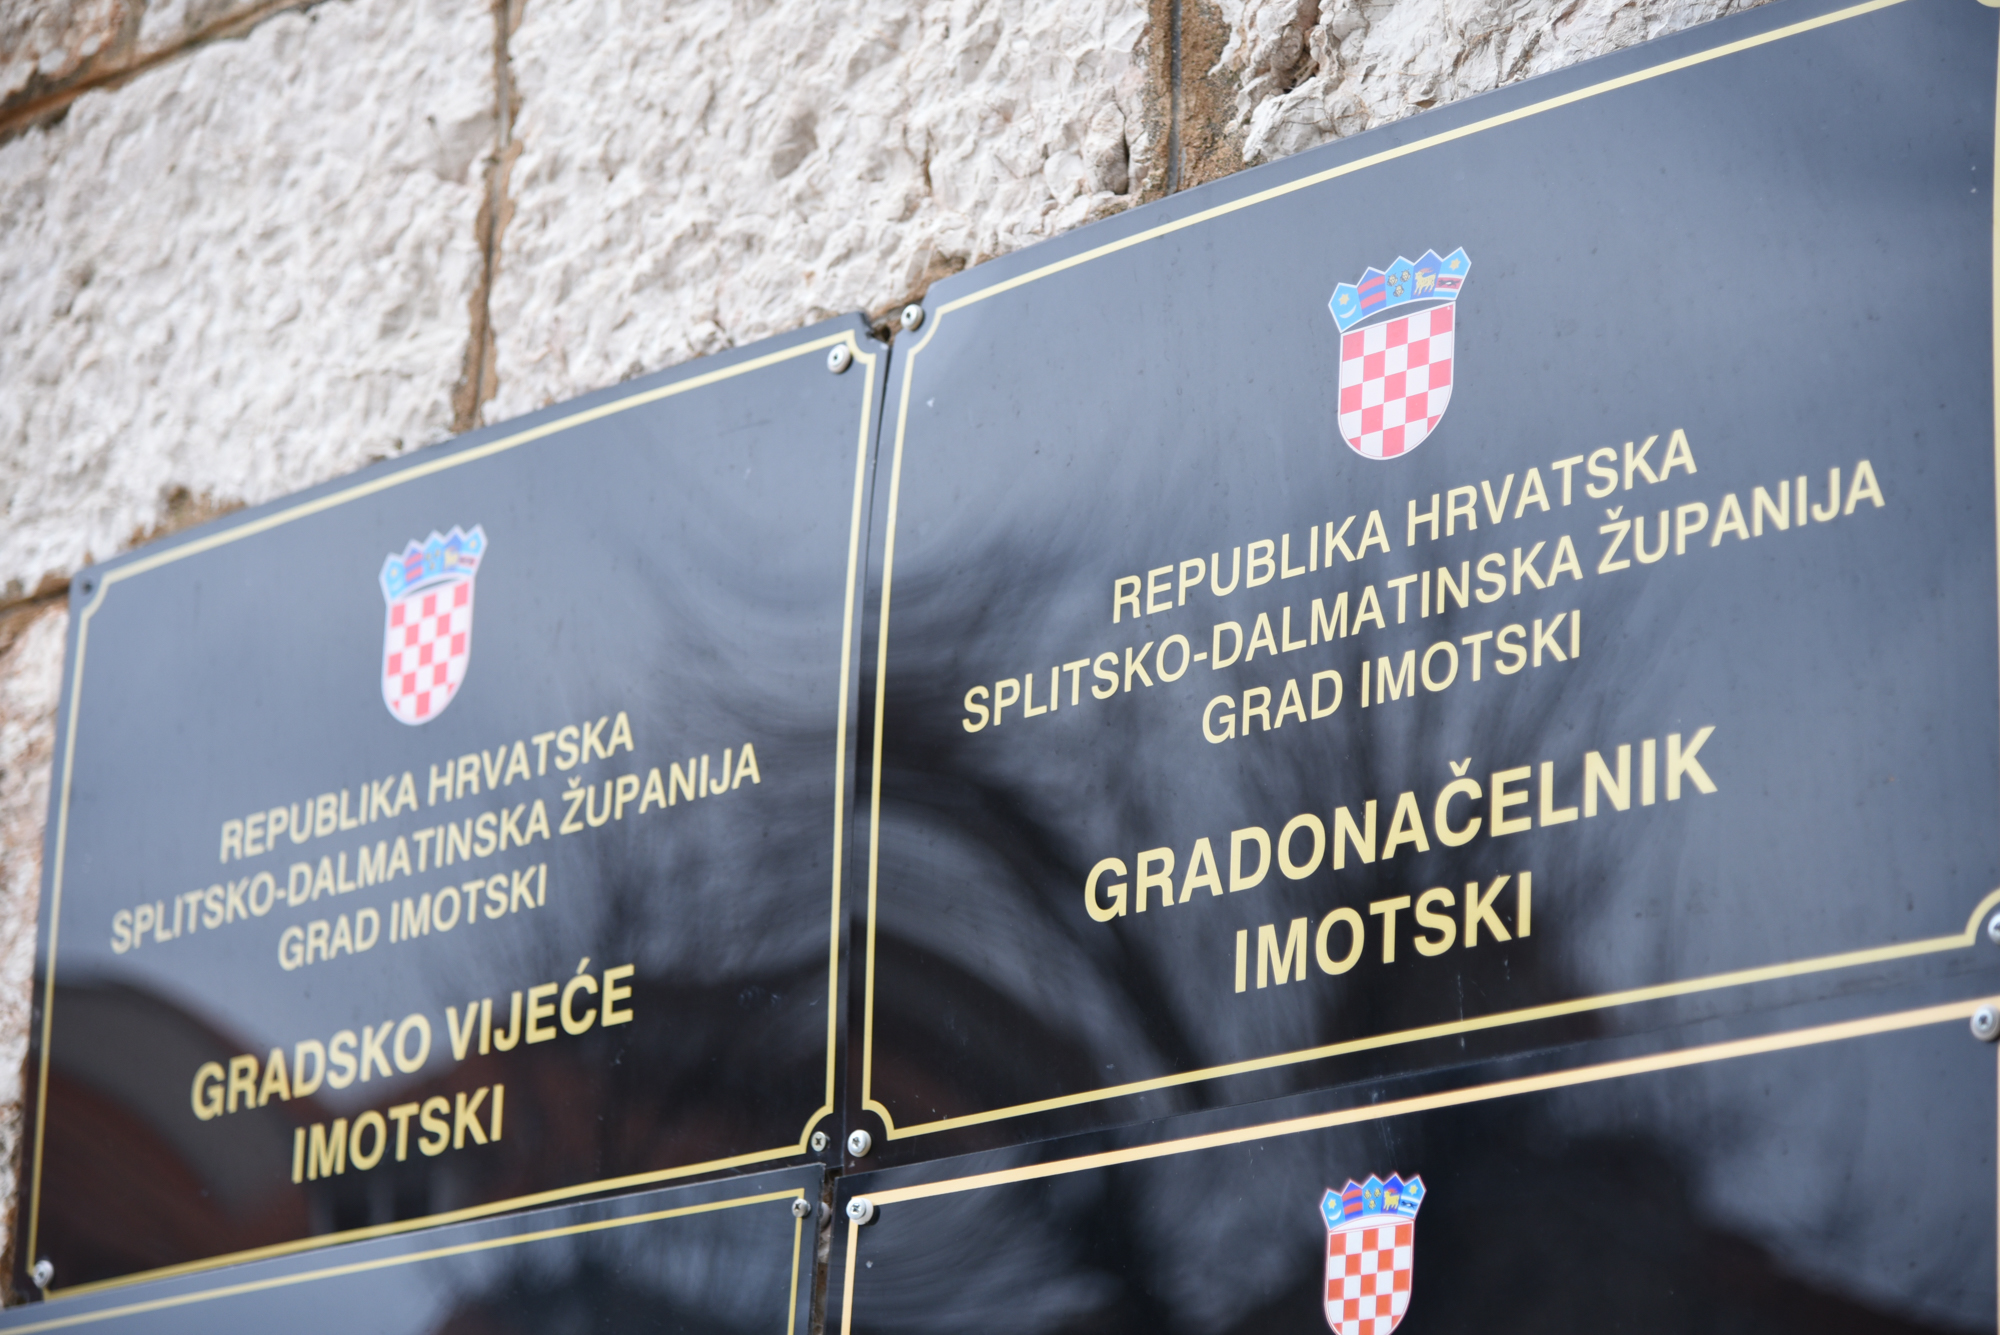 REPUBLIKA HRVATSKA
SPLITSKO-DALMATINSKA ŽUPANIJA
GRAD IMOTSKI
GRADSKO VIJEĆE
IMOTSKI
REPUBLIKA HRVATSKA
SPLITSKO-DALMATINSKA ŽUPANIJA
GRAD IMOTSKI
GRADONAČELNIK
IMOTSKI